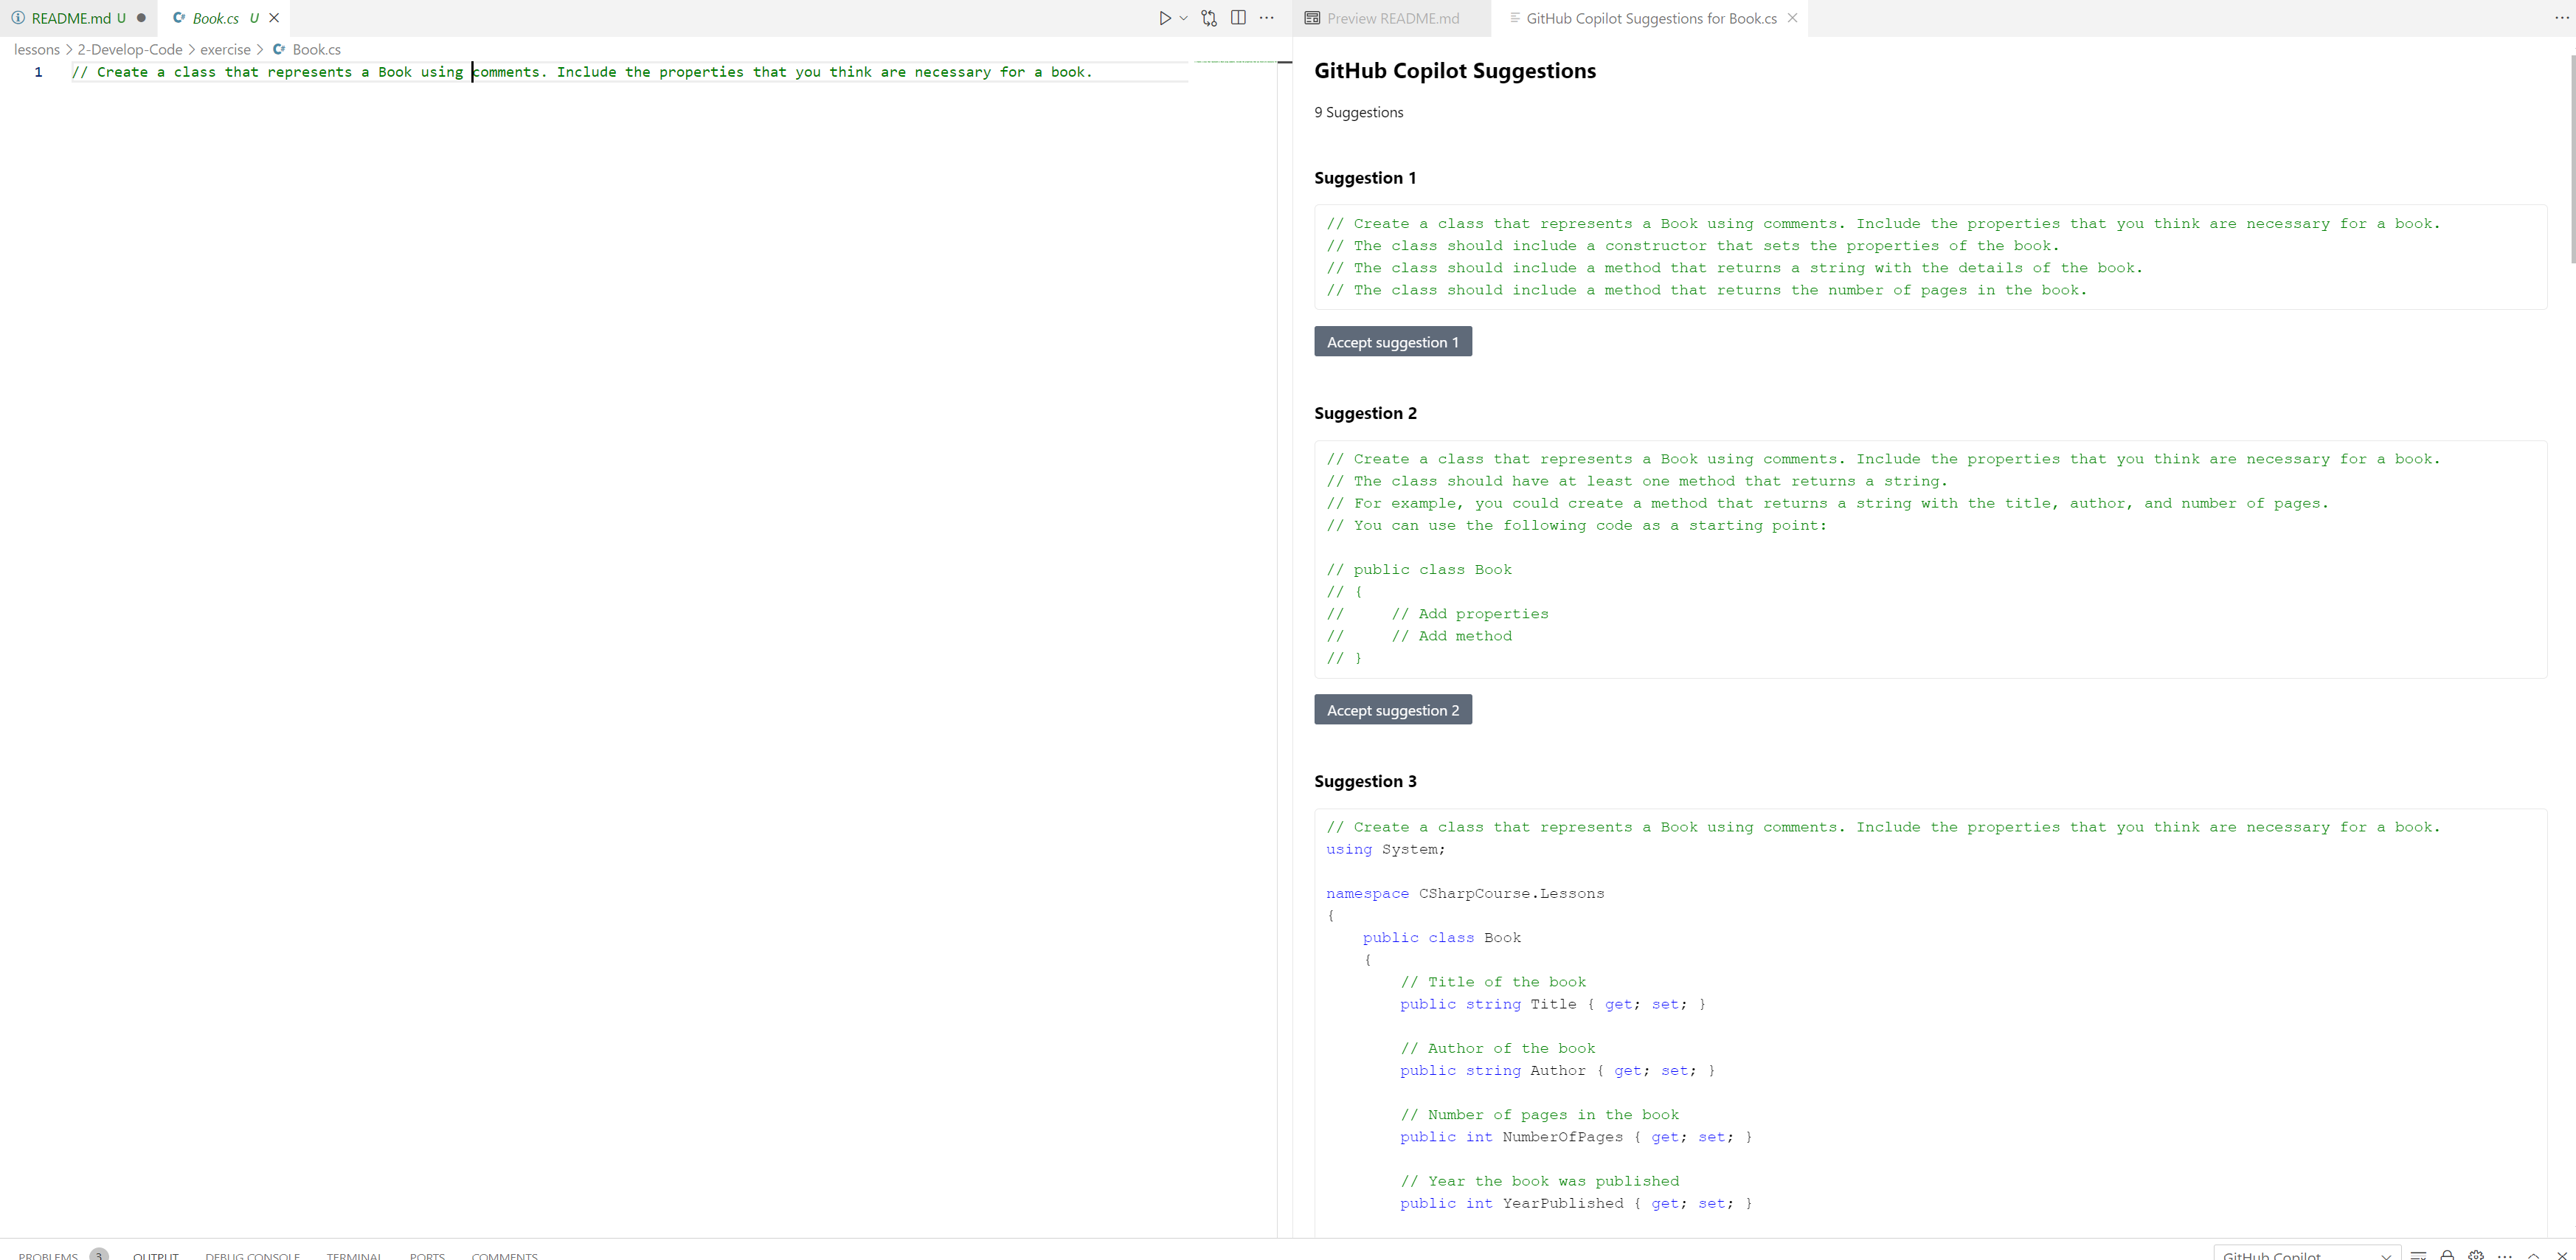 README.md U
Book.cs U
lessons > 2-Develop-Code > exercise > Book.cs
1 // Create a class that represents a Book using comments. Include the properties that you think are necessary for a book.
Preview README.md
GitHub Copilot Suggestions for Book.cs
GitHub Copilot Suggestions
9 Suggestions
Suggestion 1
// Create a class that represents a Book using comments. Include the properties that you think are necessary for a book.
// The class should include a constructor that sets the properties of the book.
// The class should include a method that returns a string with the details of the book.
// The class should include a method that returns the number of pages in the book.
Accept suggestion 1
Suggestion 2
// Create a class that represents a Book using comments. Include the properties that you think are necessary for a book.
// The class should have at least one method that returns a string.
// For example, you could create a method that returns a string with the title, author, and number of pages.
// You can use the following code as a starting point:
// public class Book
// {
//     // Add properties
//     // Add method
// }
Accept suggestion 2
Suggestion 3
// Create a class that represents a Book using comments. Include the properties that you think are necessary for a book.
using System;
namespace CSharpCourse.Lessons
{
    public class Book
    {
        // Title of the book
        public string Title { get; set; }
        // Author of the book
        public string Author { get; set; }
        // Number of pages in the book
        public int NumberOfPages { get; set; }
        // Year the book was published
        public int YearPublished { get; set; }
PROBLEMS 3 OUTPUT DEBUG CONSOLE TERMINAL PORTS COMMENTS
GitHub Copilot